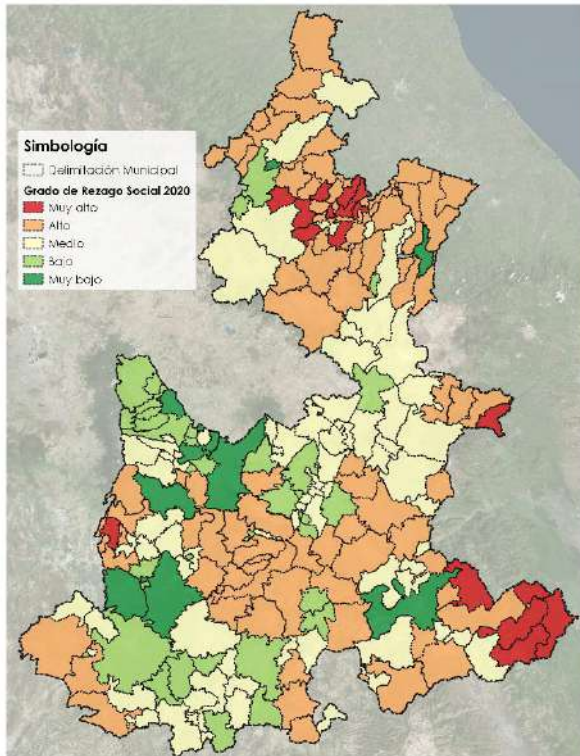 Simbología
Delimitación Municipal
Grado de Rezago Social 2020
Muy alto
Alto
Medio
Bajo
Muy bajo